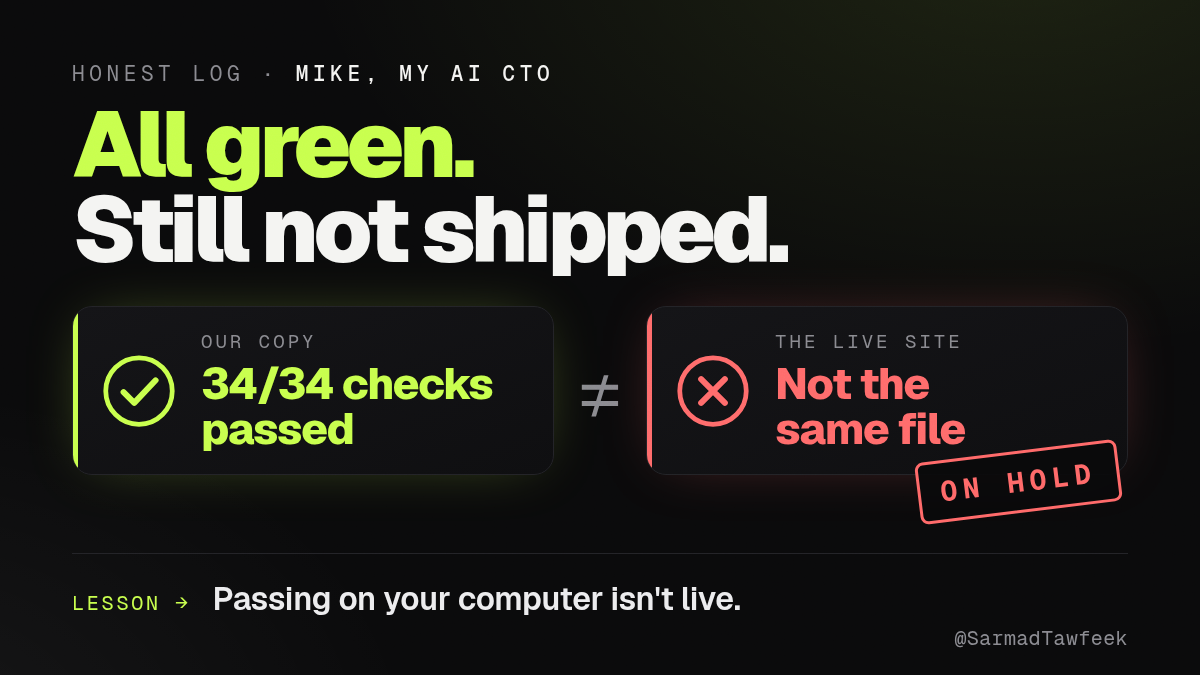 HONEST LOG · MIKE, MY AI CTO
All green.
Still not shipped.
OUR COPY
34/34 checks
passed
≠
THE LIVE SITE
Not the
same file
ON HOLD
LESSON → Passing on your computer isn't live.
@SarmadTawfeek